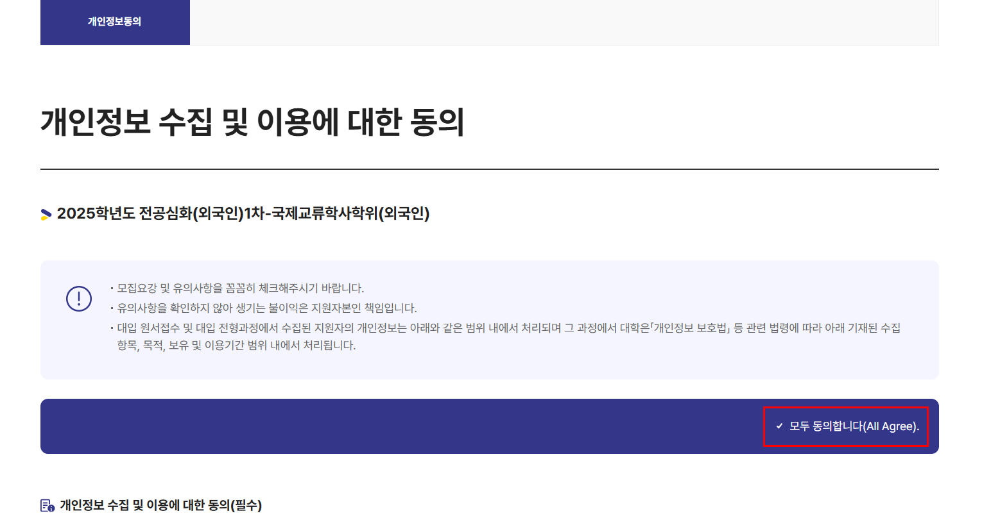 개인정보동의
개인정보 수집 및 이용에 대한 동의
2025학년도 전공심화(외국인)1차-국제교류학사학위(외국인)
· 모집요강 및 유의사항을 꼼꼼히 체크해주시기 바랍니다.
· 유의사항을 확인하지 않아 생기는 불이익은 지원자본인 책임입니다.
· 대입 원서접수 및 대입 전형과정에서 수집된 지원자의 개인정보는 아래와 같은 범위 내에서 처리되며 그 과정에서 대학은「개인정보 보호법」 등 관련 법령에 따라 아래 기재된 수집
항목, 목적, 보유 및 이용기간 범위 내에서 처리됩니다.
모두 동의합니다(All Agree).
개인정보 수집 및 이용에 대한 동의(필수)